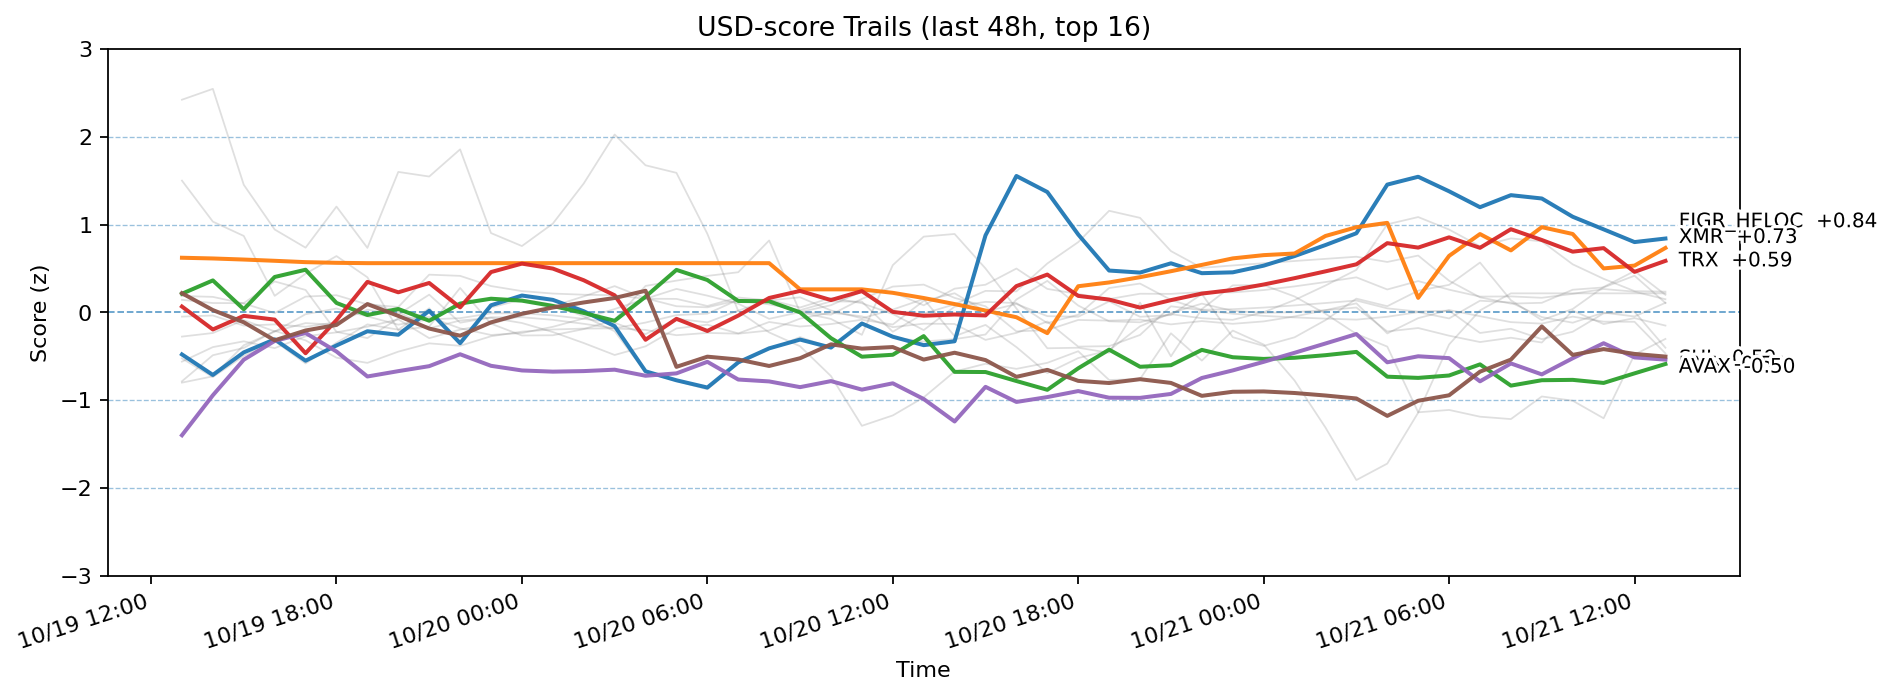 USD-score Trails (last 48h, top 16)
Score (z)
3
2
1
0
−1
−2
−3
FIGR_HELOC +0.84
XMR +0.73
TRX +0.59
AVAX -0.50
10/19 12:00
10/19 18:00
10/20 00:00
10/20 06:00
10/20 12:00
10/20 18:00
10/21 00:00
10/21 06:00
10/21 12:00
Time